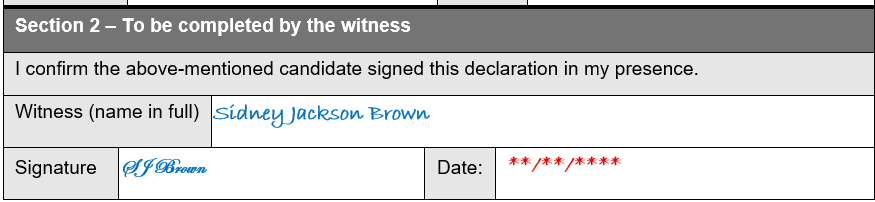 Section 2 – To be completed by the witness
I confirm the above-mentioned candidate signed this declaration in my presence.
Witness (name in full) Sidney Jackson Brown
Signature SJ Brown Date: **/**/****